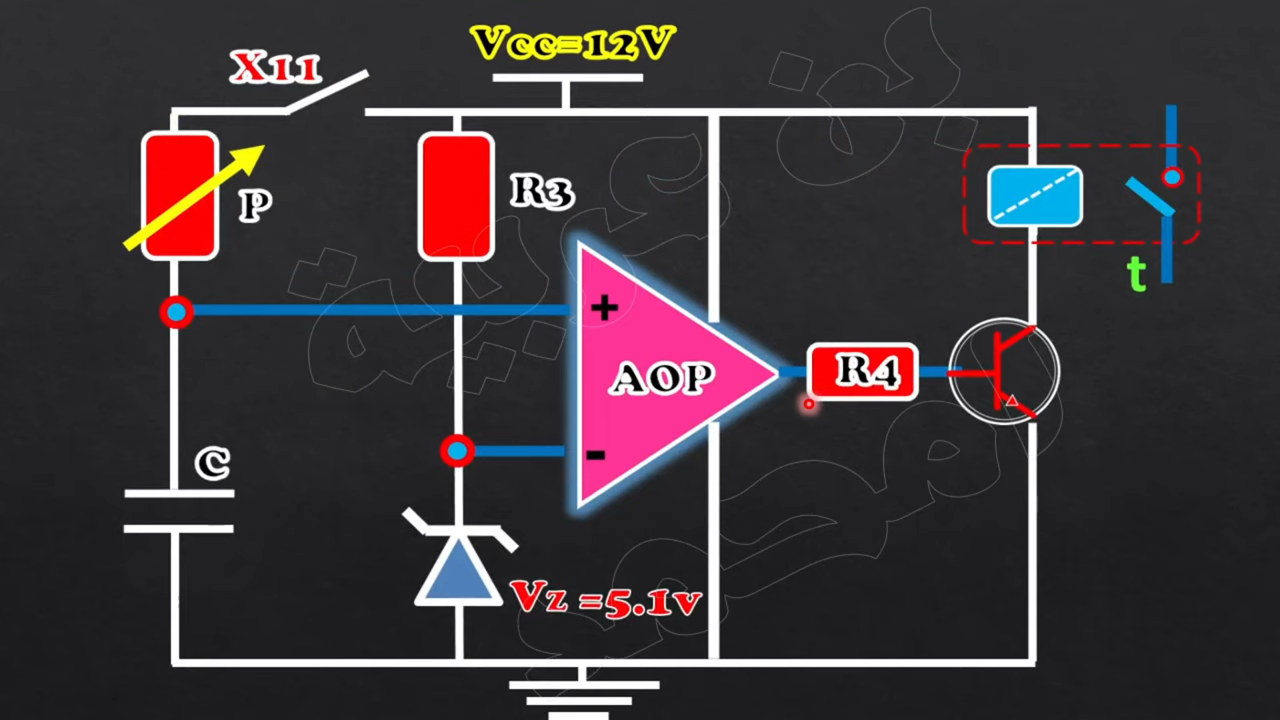 Vcc=12V
X11
P
R3
t
+
AOP
R4
-
C
Vz =5.1v